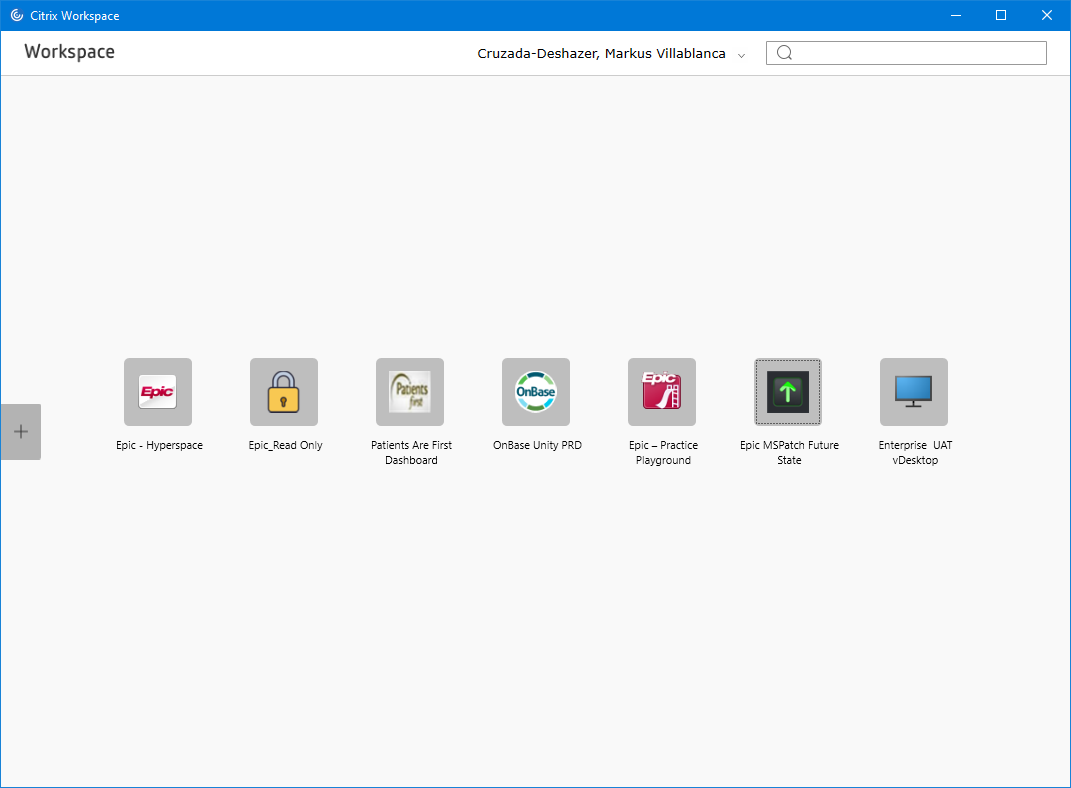 Citrix Workspace
Workspace
Cruzada-Deshazer, Markus Villablanca
Epic
Patients
first
OnBase
Epic
Epic - Hyperspace
Epic_Read Only
Patients Are First
Dashboard
OnBase Unity PRD
Epic – Practice
Playground
Epic MSPatch Future
State
Enterprise UAT
vDesktop